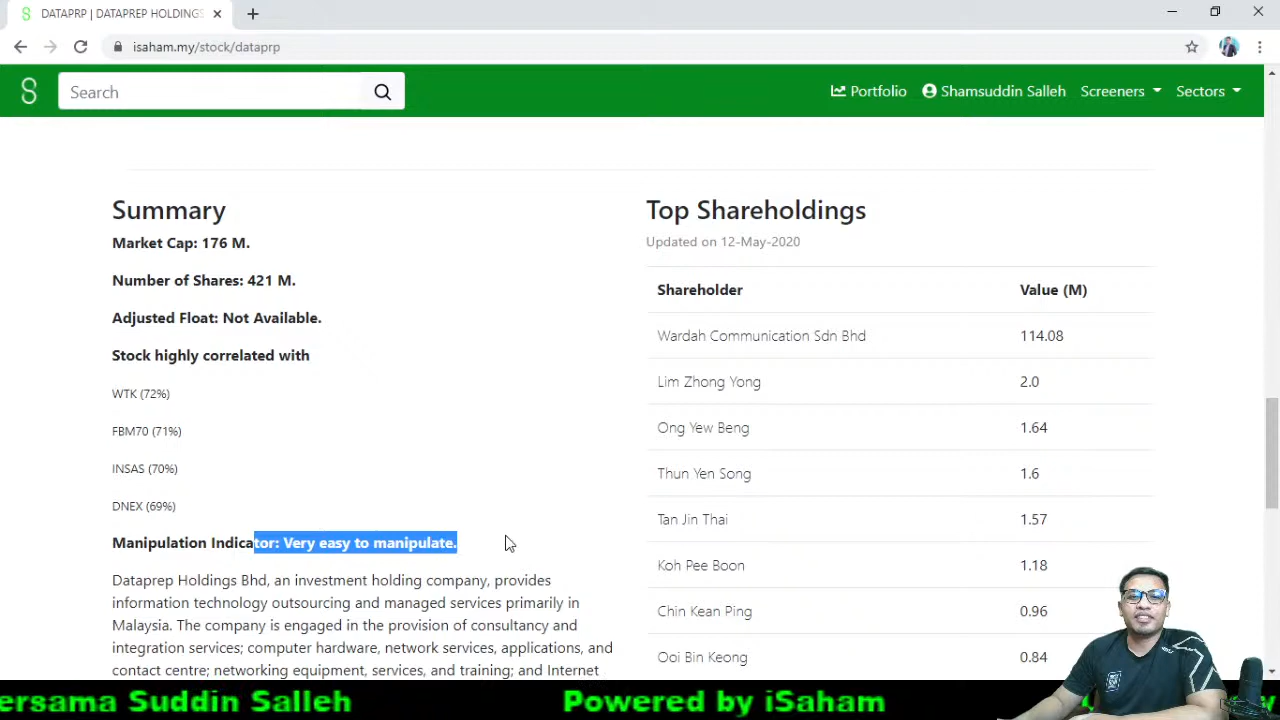 DATAPRP | DATAPREP HOLDINGS
isaham.my/stock/dataprp
Search
Portfolio
Shamsuddin Salleh
Screeners
Sectors
Summary
Market Cap: 176 M.
Number of Shares: 421 M.
Adjusted Float: Not Available.
Stock highly correlated with
WTK (72%)
FBM70 (71%)
INSAS (70%)
DNEX (69%)
Manipulation Indicator: Very easy to manipulate.
Dataprep Holdings Bhd, an investment holding company, provides
information technology outsourcing and managed services primarily in
Malaysia. The company is engaged in the provision of consultancy and
integration services; computer hardware, network services, applications, and
contact centre; networking equipment, services, and training; and Internet
Top Shareholdings
Updated on 12-May-2020
Shareholder Value (M)
Wardah Communication Sdn Bhd 114.08
Lim Zhong Yong 2.0
Ong Yew Beng 1.64
Thun Yen Song 1.6
Tan Jin Thai 1.57
Koh Pee Boon 1.18
Chin Kean Ping 0.96
Ooi Bin Keong 0.84
ersama Suddin Salleh Powered by iSaham